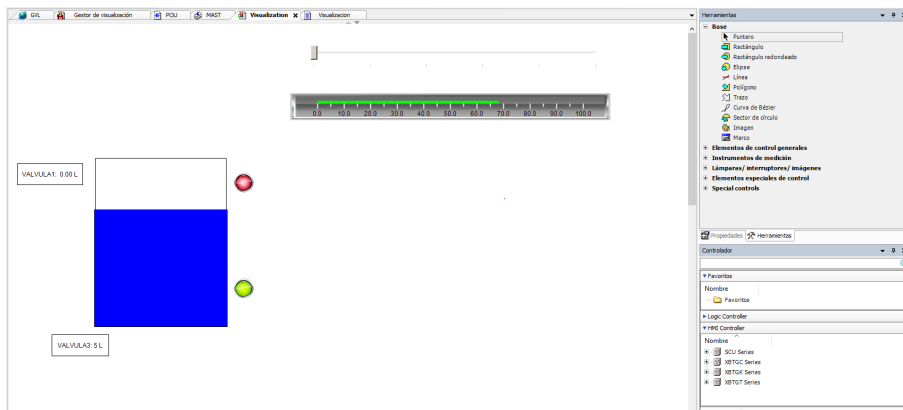 GVL Gestor de visualización POU MAST Visualization x Visualizacion
Herramientas
Base
Puntero
Rectángulo
Rectángulo redondeado
Elipse
Línea
Polígono
Trazo
Curva de Bézier
Sector de círculo
Imagen
Marco
Elementos de control generales
Instrumentos de medición
Lámparas/ interruptores/ imágenes
Elementos especiales de control
Special controls
0.0 10.0 20.0 30.0 40.0 50.0 60.0 70.0 80.0 90.0 100.0
VALVULA1: 0.00 L
VALVULA3: 5 L
Propiedades Herramientas
Controlador
Favoritos
Nombre
Favoritos
Logic Controller
HMI Controller
Nombre
SCU Series
XBTGC Series
XBTGK Series
XBTGT Series